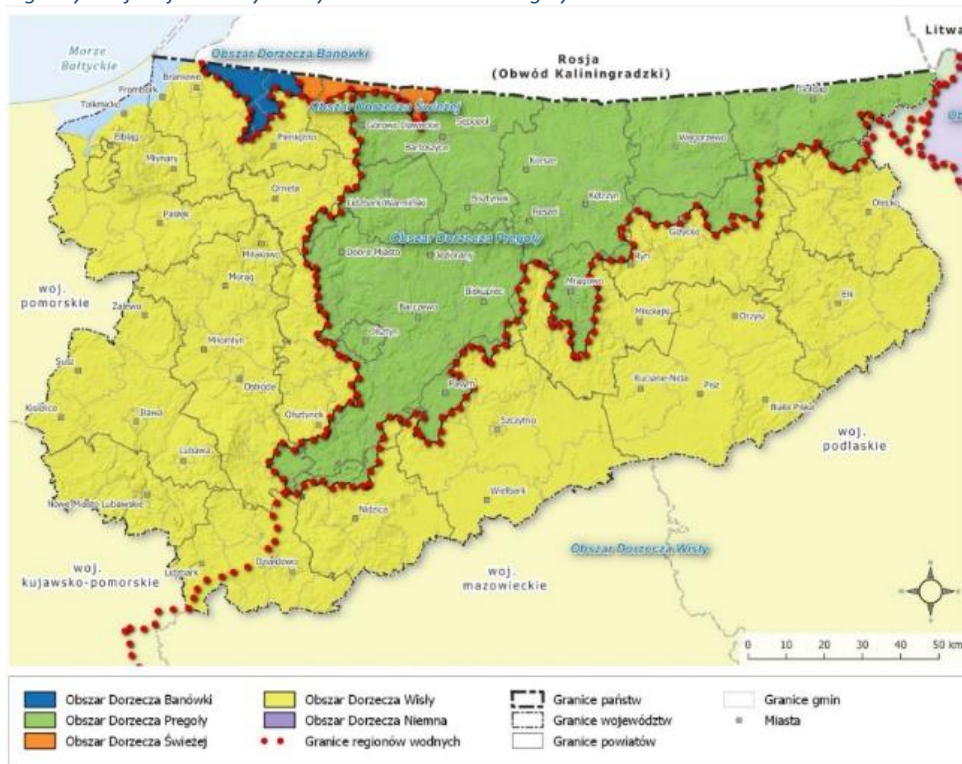 Morze
Bałtyckie
Obszar Dorzecza Banówki
Rosja
(Obwód Kaliningradzki)
Litwa
Braniewo
Frombork
Tolkmicko
Obszar Dorzecza Świeżej
Gołdap
Elbląg
Pieniężno
Górowo Iławeckie
Sępopol
Bartoszyce
Węgorzewo
Młynary
Korsze
Orneta
Lidzbark Warmiński
Bisztynek
Reszel
Kętrzyn
Olecko
Pasłęk
Obszar Dorzecza Pregoły
Giżycko
Miłakowo
Dobre Miasto
Jeziorany
Ryn
woj.
pomorskie
Morąg
Biskupiec
Mrągowo
Zalewo
Barczewo
Mikołajki
Orzysz
Ełk
Olsztyn
Miłomłyn
Susz
Ostróda
Pasym
Ruciane-Nida
Pisz
Kisielice
Iława
Olsztynek
Szczytno
Biała Piska
woj.
podlaskie
Lubawa
Nowe Miasto Lubawskie
Wielbark
Nidzica
Obszar Dorzecza Wisły
woj.
kujawsko-pomorskie
Lidzbark
Działdowo
woj.
mazowieckie
0 10 20 30 40 50 km
Obszar Dorzecza Banówki
Obszar Dorzecza Pregoły
Obszar Dorzecza Świeżej
Obszar Dorzecza Wisły
Obszar Dorzecza Niemna
Granice regionów wodnych
Granice państw
Granice województw
Granice powiatów
Granice gmin
Miasta